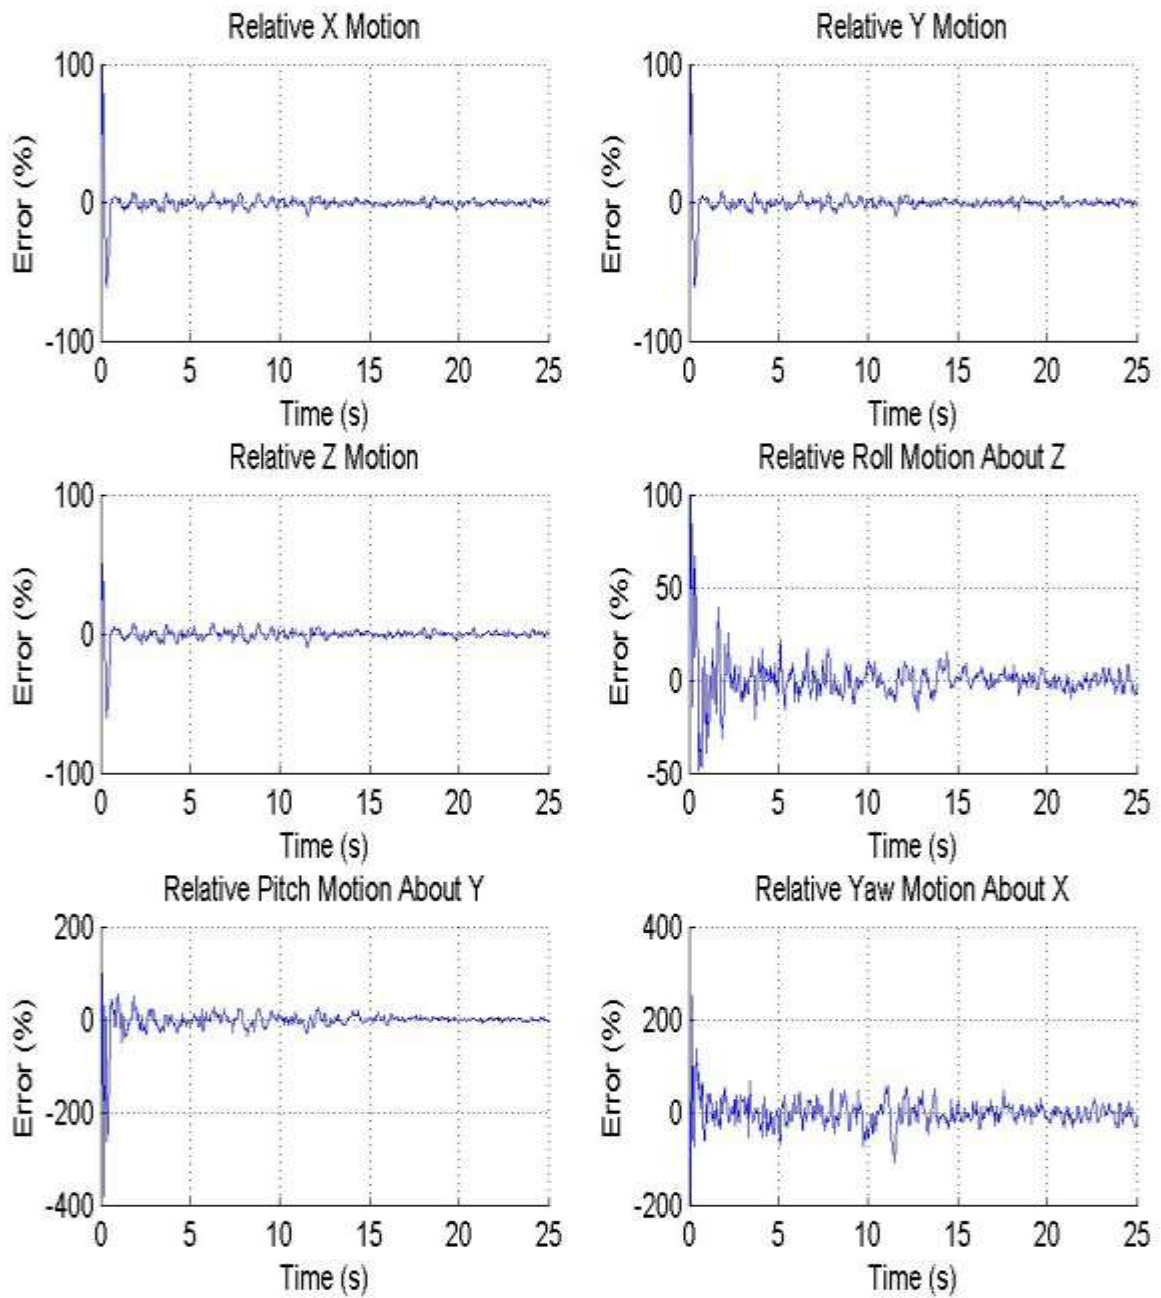 Relative X Motion
Relative Y Motion
100
0
-100
Error (%)
0 5 10 15 20 25
Time (s)
100
0
-100
Error (%)
0 5 10 15 20 25
Time (s)
Relative Z Motion
Relative Roll Motion About Z
100
0
-100
Error (%)
0 5 10 15 20 25
Time (s)
100
50
0
-50
Error (%)
0 5 10 15 20 25
Time (s)
Relative Pitch Motion About Y
Relative Yaw Motion About X
200
0
-200
-400
Error (%)
0 5 10 15 20 25
Time (s)
400
200
0
-200
Error (%)
0 5 10 15 20 25
Time (s)